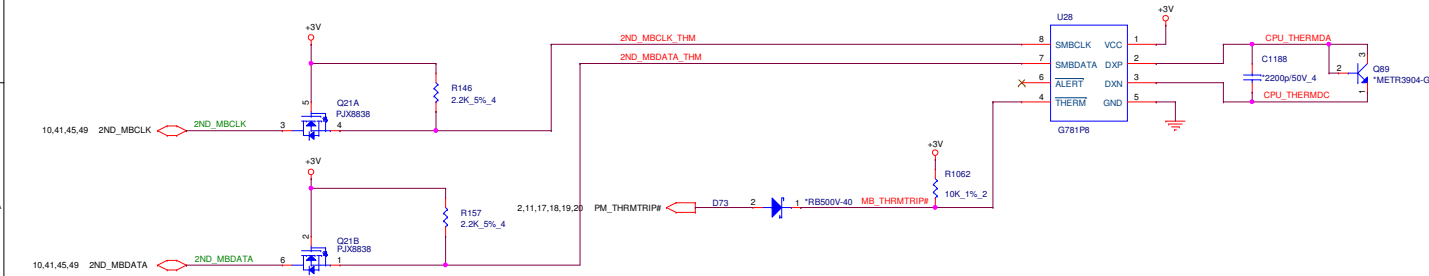 +3V
U28
+3V
2ND_MBCLK_THM
8 SMBCLK VCC 1
CPU_THERMDA
2ND_MBDATA_THM
7 SMBDATA DXP 2
6 ALERT DXN 3
4 THERM GND 5
G781P8
C1188
*2200p/50V_4
3
2
1
Q89
*METR3904-G
CPU_THERMDC
5
Q21A
PJX8838
R146
2.2K_5%_4
10,41,45,49 2ND_MBCLK 2ND_MBCLK 3 4
+3V
+3V
R1062
10K_1%_2
2,11,17,18,19,20 PM_THRMTRIP# D73 2 1 *RB500V-40 MB_THRMTRIP#
R157
2.2K_5%_4
2
Q21B
PJX8838
10,41,45,49 2ND_MBDATA 2ND_MBDATA 6 1